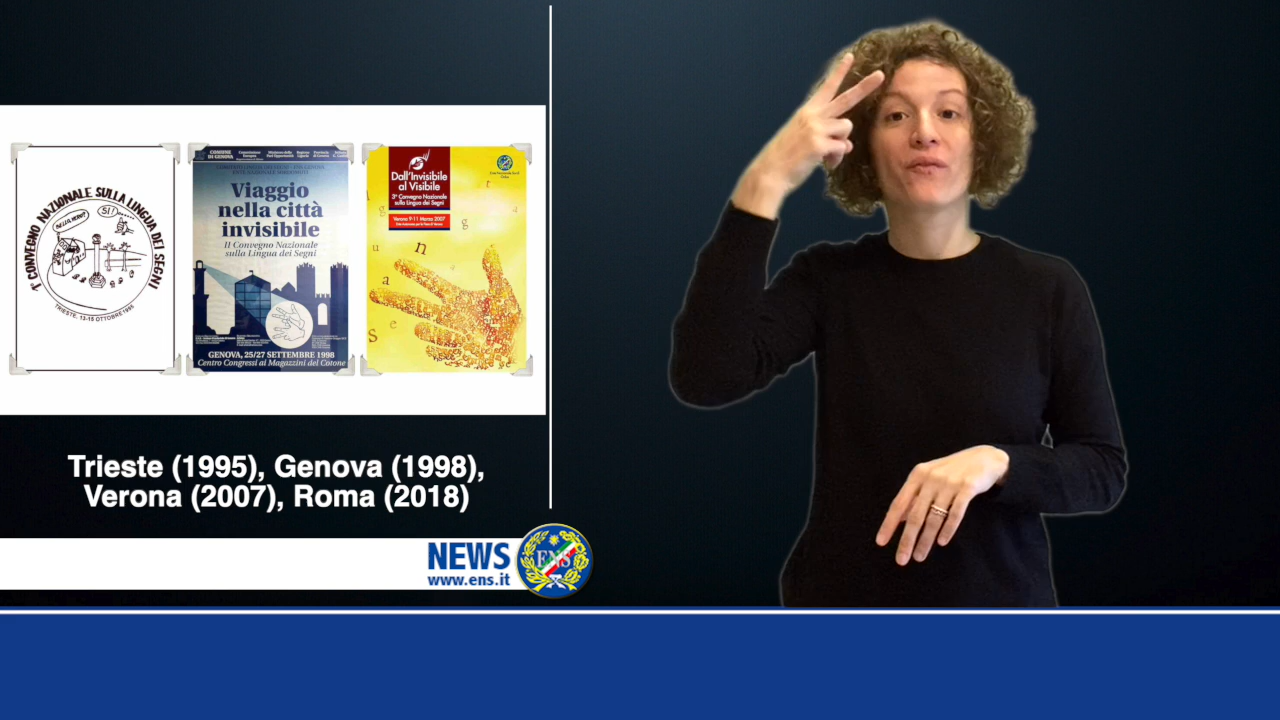 1° CONVEGNO NAZIONALE SULLA LINGUA DEI SEGNI
SI!
TRIESTE, 13-15 OTTOBRE 1995
COMUNE
DI GENOVA
Viaggio
nella città
invisibile
II Convegno Nazionale
sulla Lingua dei Segni
GENOVA, 25/27 SETTEMBRE 1998
Centro Congressi ai Magazzini del Cotone
Dall'Invisibile
al Visibile
3° Convegno Nazionale
sulla Lingua dei Segni
Verona 9-11 Marzo 2007
g
g
u
n
a
s
e
Trieste (1995), Genova (1998),
Verona (2007), Roma (2018)
NEWS
www.ens.it
ENS